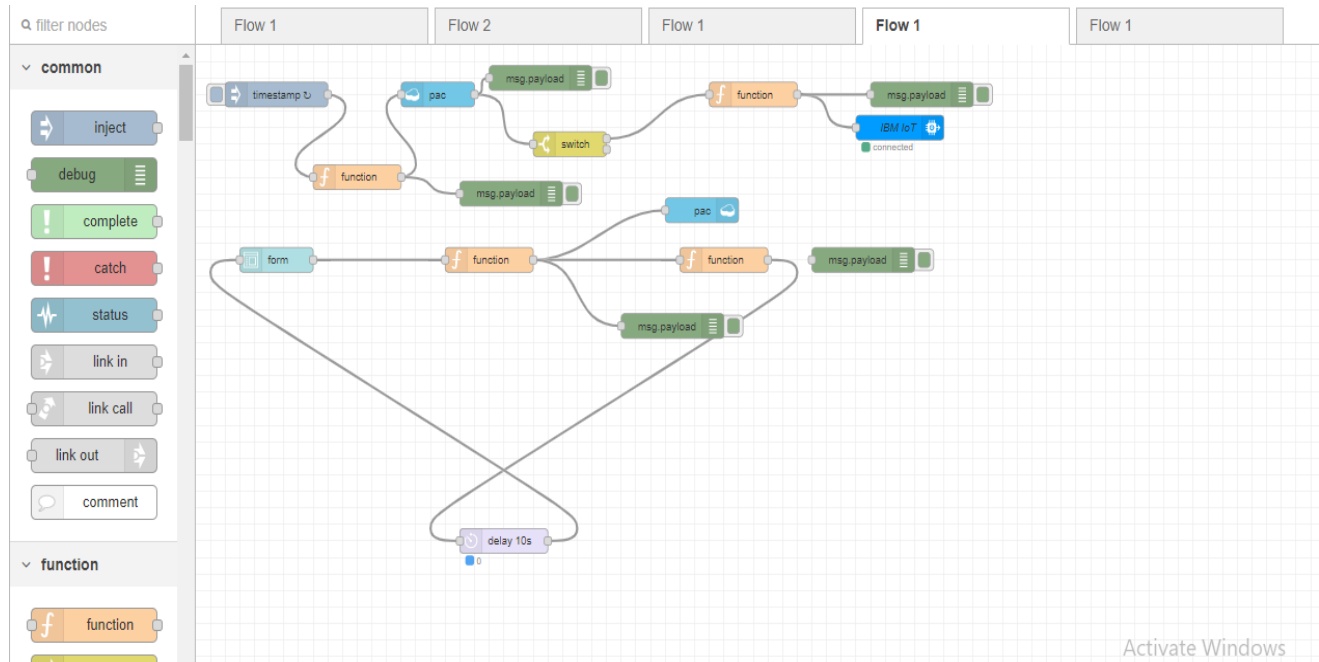 filter nodes
Flow 1
Flow 2
Flow 1
Flow 1
Flow 1
common
inject
debug
complete
catch
status
link in
link call
link out
comment
function
function
timestamp ↻
pac
msg.payload
function
msg.payload
switch
IBM IoT
connected
function
msg.payload
pac
form
function
function
msg.payload
msg.payload
delay 10s
0
Activate Windows